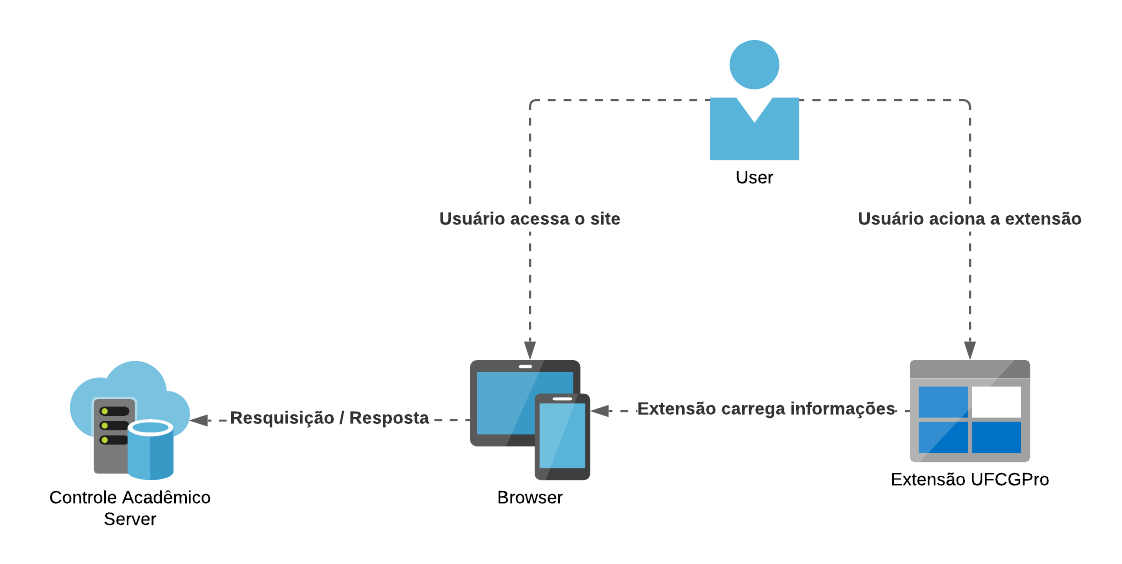 User
Usuário acessa o site
Usuário aciona a extensão
Resquisição / Resposta
Extensão carrega informações
Controle Acadêmico
Server
Browser
Extensão UFCGPro